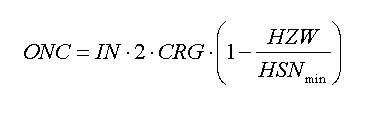 ONC = IN · 2 · CRG · (1 − HZW / HSN_min)